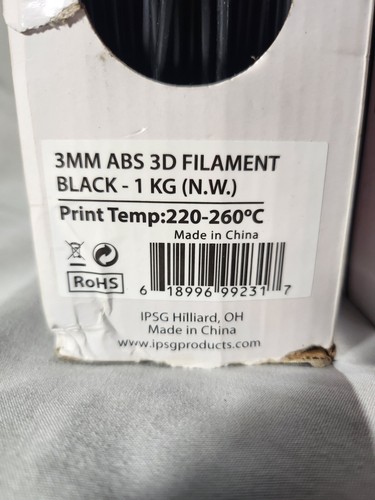 3MM ABS 3D FILAMENT
BLACK - 1 KG (N.W.)
Print Temp:220-260ºC
Made in China
RoHS
6 18996 99231 7
IPSG Hilliard, OH
Made in China
www.ipsgproducts.com